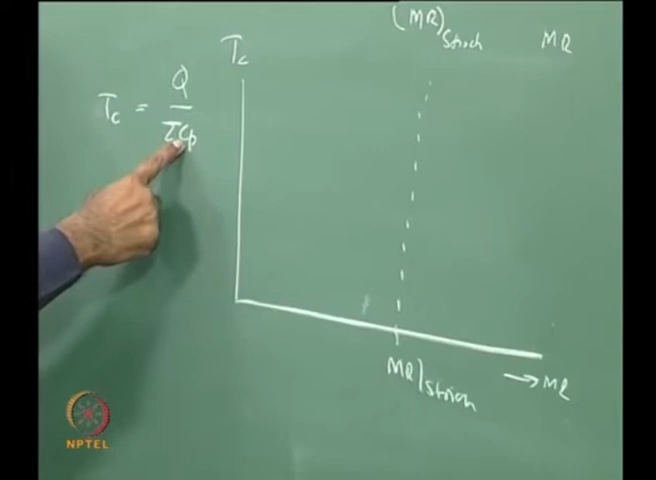 (MR)Stoich MR
Tc
Tc = Q / ΣCp
MR)Stoich → MR
NPTEL